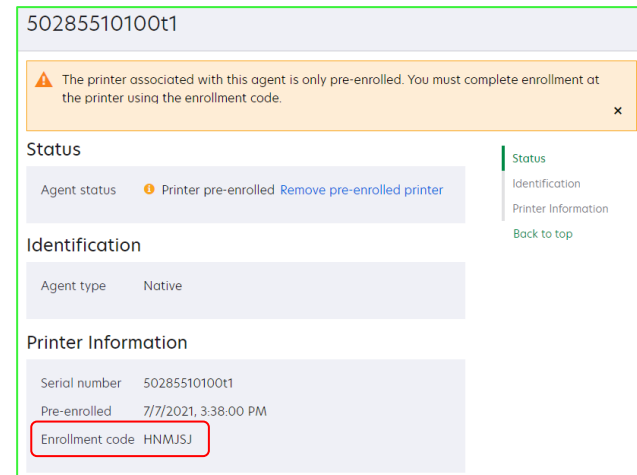 50285510100t1
The printer associated with this agent is only pre-enrolled. You must complete enrollment at
the printer using the enrollment code.
×
Status
Agent status Printer pre-enrolled Remove pre-enrolled printer
Identification
Agent type Native
Printer Information
Serial number 50285510100t1
Pre-enrolled 7/7/2021, 3:38:00 PM
Enrollment code HNMJSJ
Status
Identification
Printer Information
Back to top